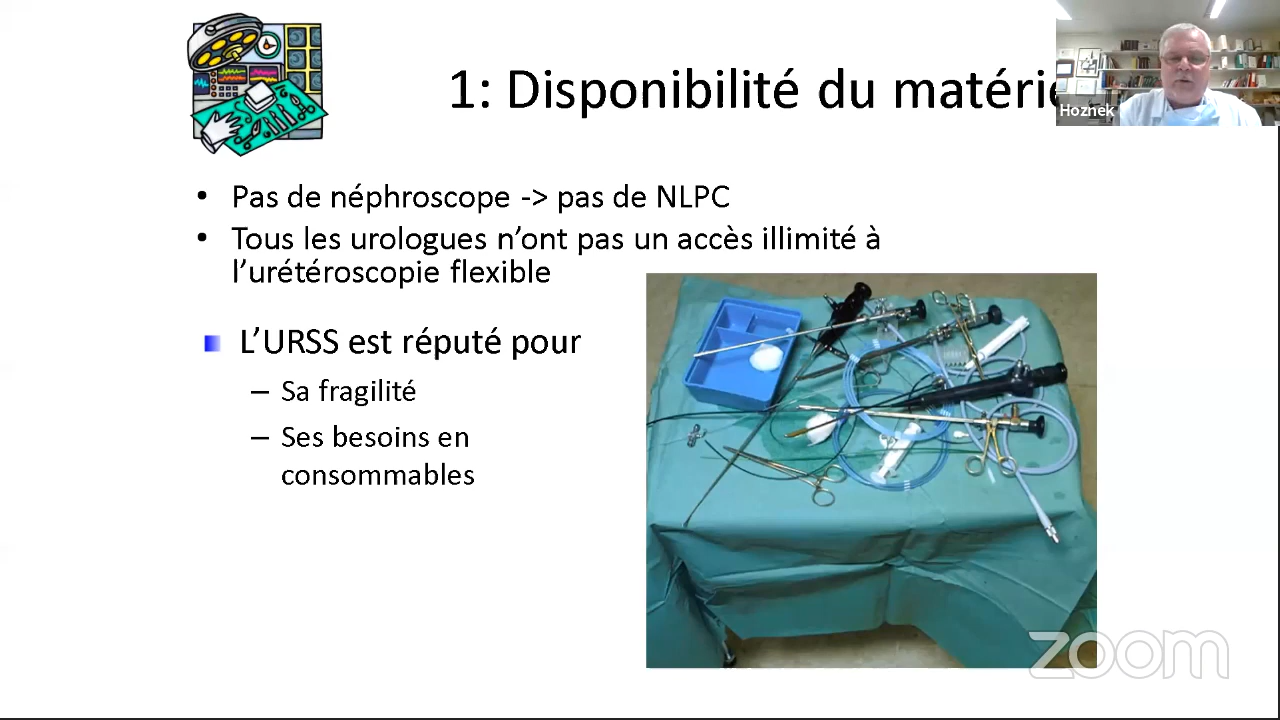 1: Disponibilité du matérie
Hoznek
• Pas de néphroscope -> pas de NLPC
• Tous les urologues n’ont pas un accès illimité à
l’urétéroscopie flexible
L’URSS est réputé pour
– Sa fragilité
– Ses besoins en
consommables
zoom